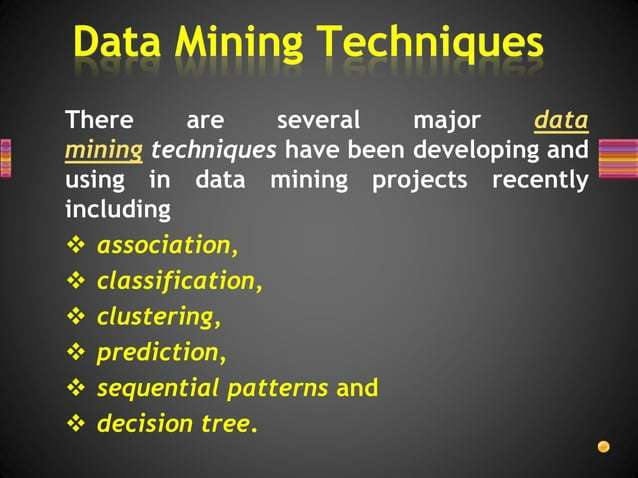 Data Mining Techniques
There are several major data
mining techniques have been developing and
using in data mining projects recently
including
❖ association,
❖ classification,
❖ clustering,
❖ prediction,
❖ sequential patterns and
❖ decision tree.